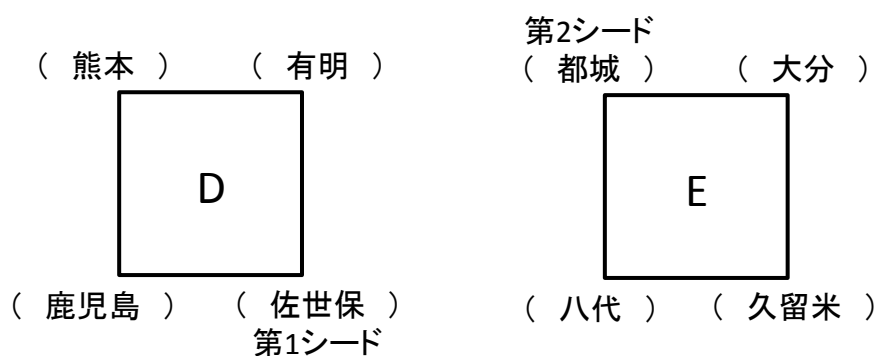 第2シード
（ 熊本 ） （ 有明 ） （ 都城 ） （ 大分 ）
D E
（ 鹿児島 ） （ 佐世保 ） （ 八代 ） （ 久留米 ）
第1シード